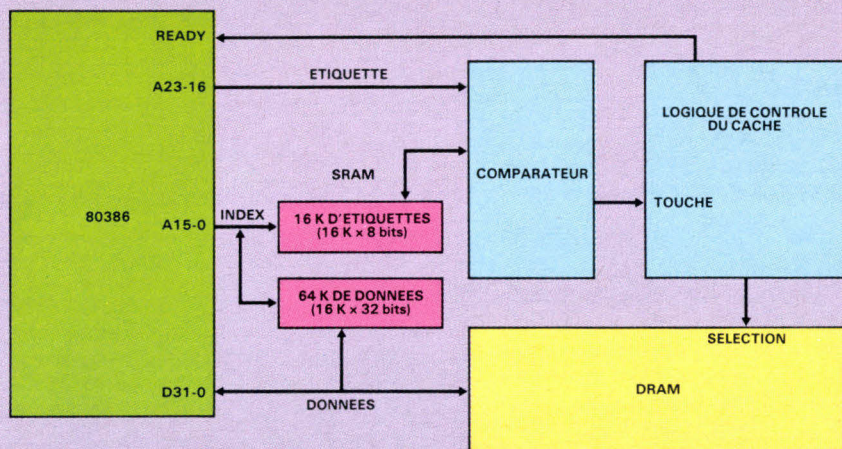 READY
A23-16
ETIQUETTE
LOGIQUE DE CONTROLE
DU CACHE
SRAM
COMPARATEUR
80386
A15-0
INDEX
16 K D'ETIQUETTES
(16 K × 8 bits)
TOUCHE
64 K DE DONNEES
(16 K × 32 bits)
SELECTION
D31-0
DONNEES
DRAM